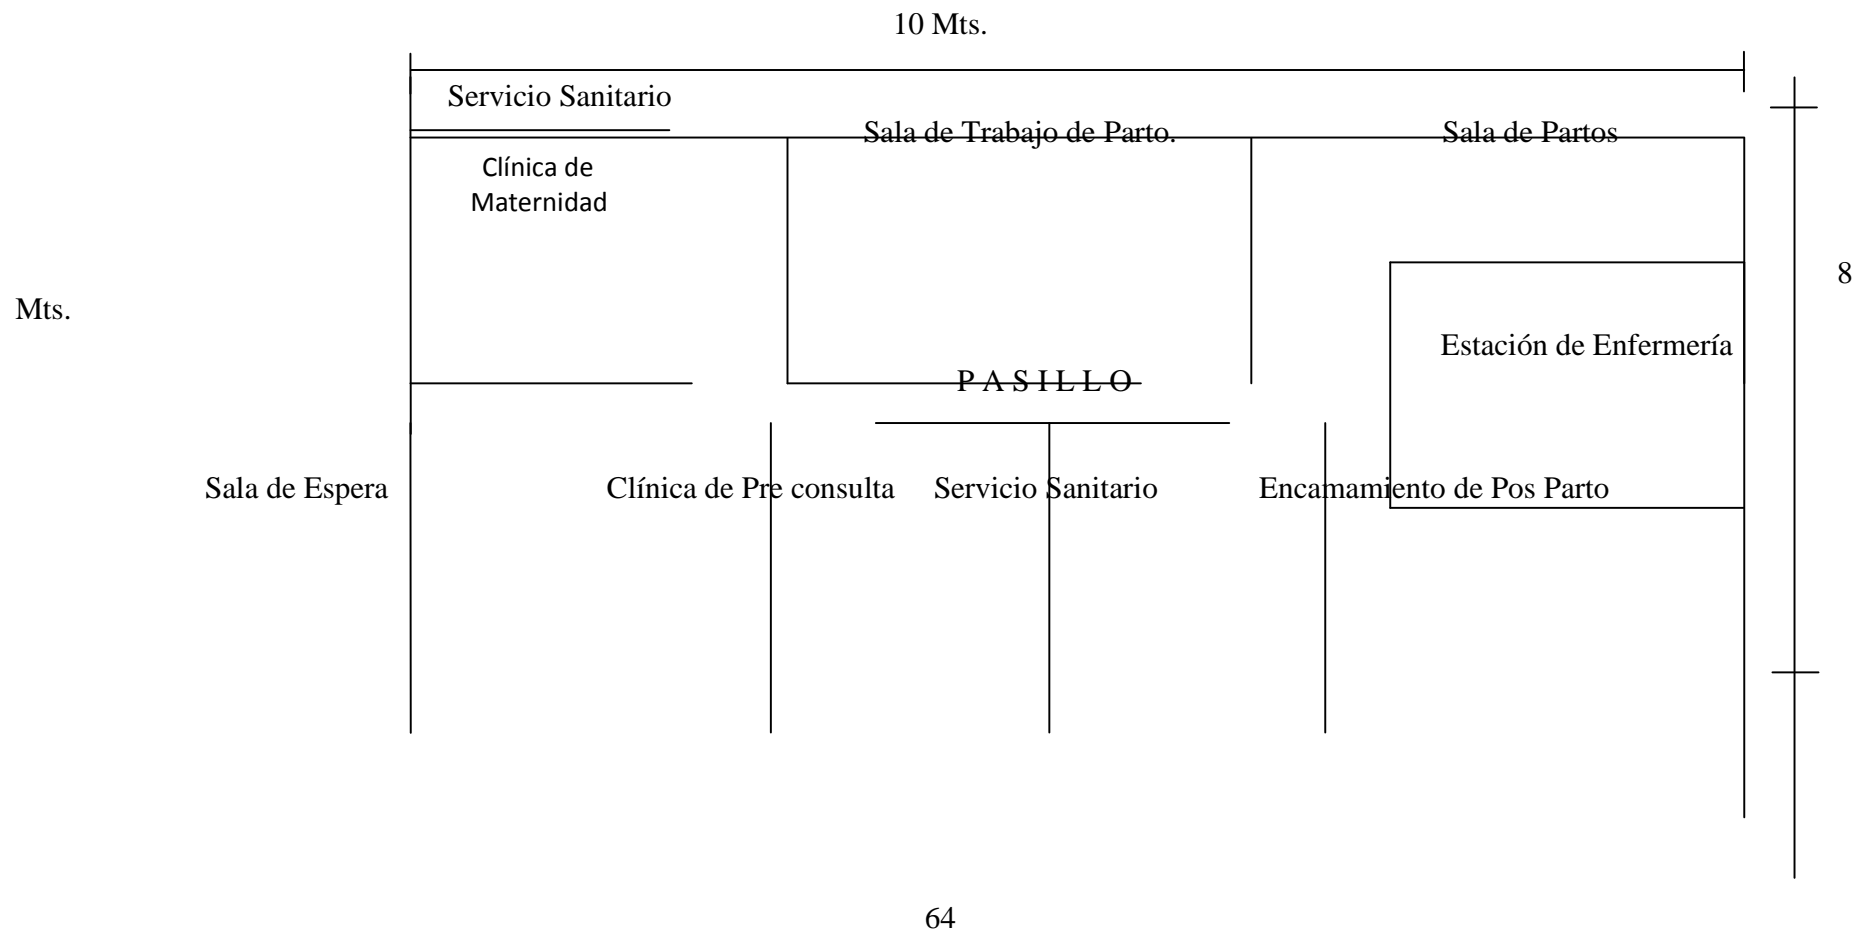 10 Mts.
Servicio Sanitario
Sala de Trabajo de Parto. Sala de Partos
Clínica de
Maternidad
8
Mts.
Estación de Enfermería
P A S I L L O
Sala de Espera Clínica de Pre consulta Servicio Sanitario Encamamiento de Pos Parto
64